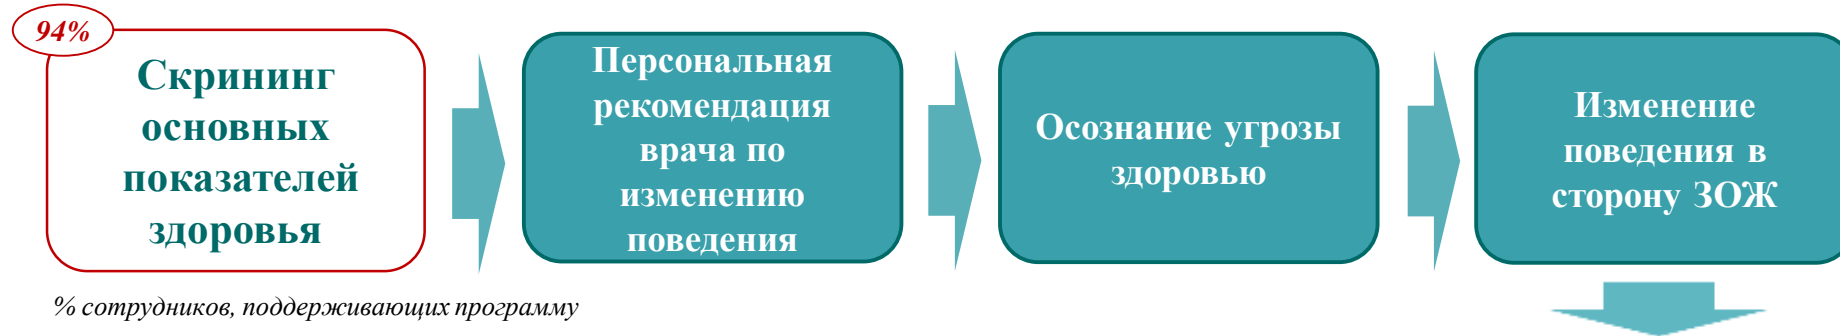 94%
Скрининг
основных
показателей
здоровья
Персональная
рекомендация
врача по
изменению
поведения
Осознание угрозы
здоровью
Изменение
поведения в
сторону ЗОЖ
% сотрудников, поддерживающих программу